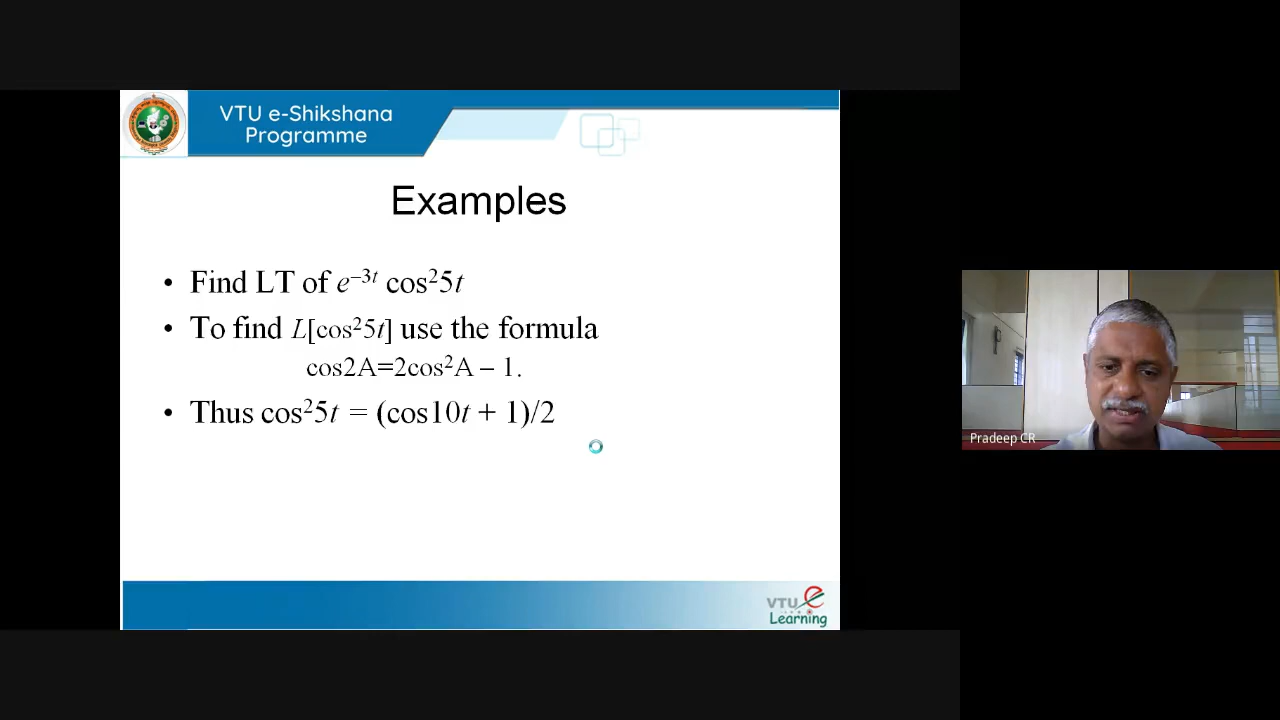 VTU e-Shikshana
Programme
Examples
• Find LT of e⁻³ᵗ cos²5t
• To find L[cos²5t] use the formula
cos2A=2cos²A – 1.
• Thus cos²5t = (cos10t + 1)/2
Pradeep CR
VTU e
Learning